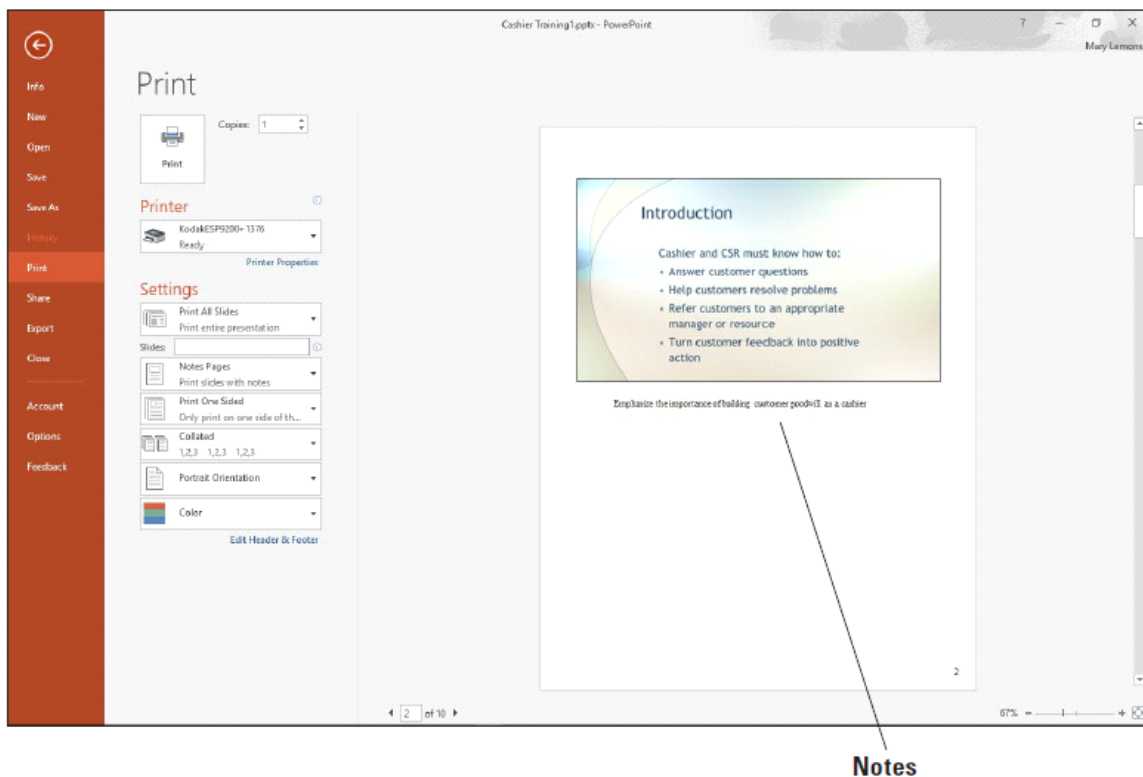 Cashier Training1.pptx - PowerPoint
?
Mary Lemons
Info
New
Open
Save
Save As
History
Print
Share
Export
Close
Account
Options
Feedback
Print
Print
Copies: 1
Printer
KodakESP9200+1376
Ready
Printer Properties
Settings
Print All Slides
Print entire presentation
Slides:
Notes Pages
Print slides with notes
Print One Sided
Only print on one side of th...
Collated
1,2,3 1,2,3 1,2,3
Portrait Orientation
Color
Edit Header & Footer
Introduction
Cashier and CSR must know how to:
• Answer customer questions
• Help customers resolve problems
• Refer customers to an appropriate
manager or resource
• Turn customer feedback into positive
action
Emphasize the importance of building customer goodwill as a cashier
2
2 of 10
67%
Notes